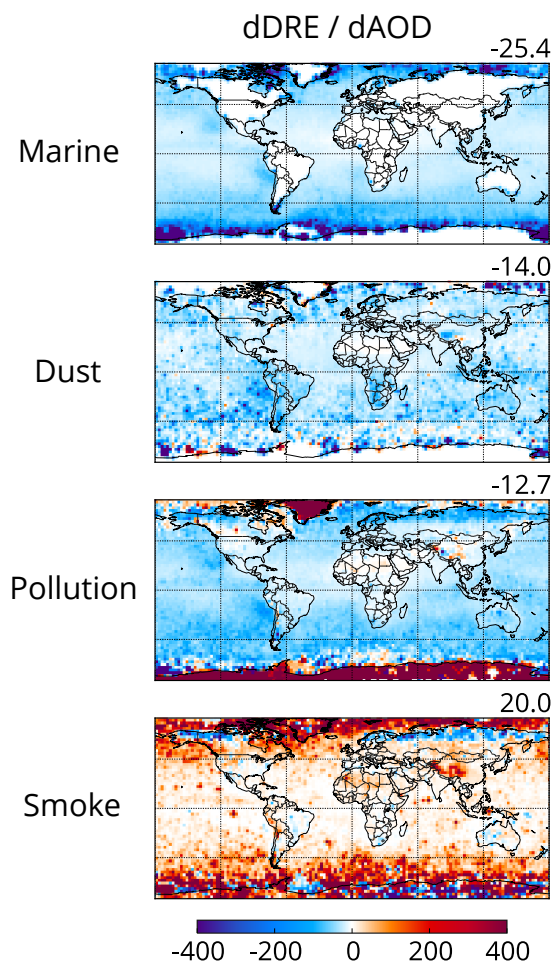 dDRE / dAOD
-25.4
Marine
-14.0
Dust
-12.7
Pollution
20.0
Smoke
-400 -200 0 200 400